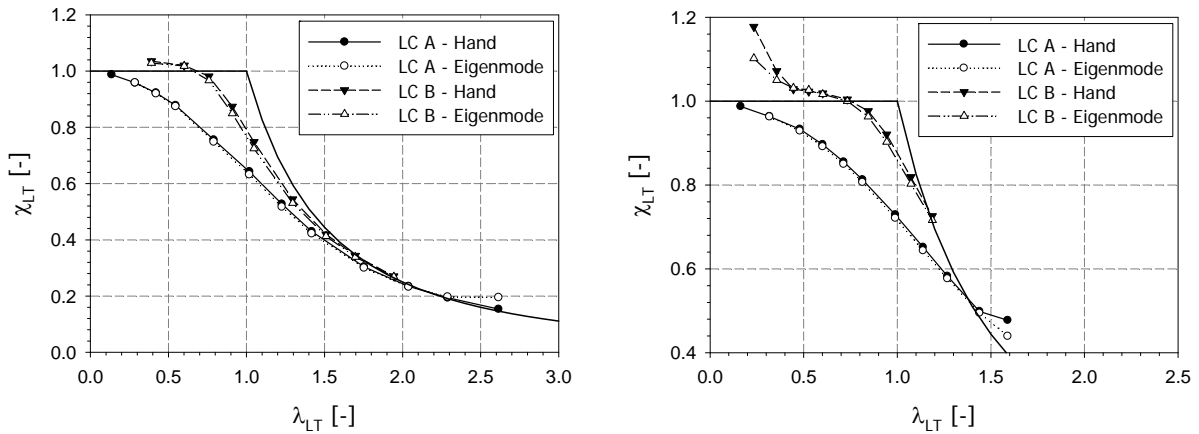 1.2
1.0
0.8
0.6
0.4
0.2
0.0
χLT [-]
0.0 0.5 1.0 1.5 2.0 2.5 3.0
λLT [-]
LC A - Hand
LC A - Eigenmode
LC B - Hand
LC B - Eigenmode
1.2
1.0
0.8
0.6
0.4
χLT [-]
0.0 0.5 1.0 1.5 2.0 2.5
λLT [-]
LC A - Hand
LC A - Eigenmode
LC B - Hand
LC B - Eigenmode